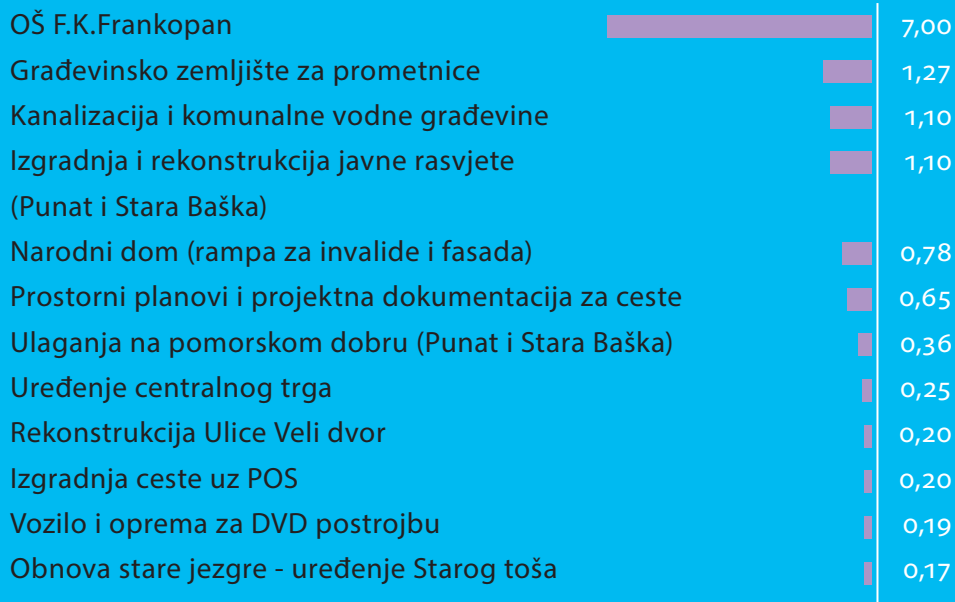 OŠ F.K.Frankopan 7,00
Građevinsko zemljište za prometnice 1,27
Kanalizacija i komunalne vodne građevine 1,10
Izgradnja i rekonstrukcija javne rasvjete 1,10
(Punat i Stara Baška)
Narodni dom (rampa za invalide i fasada) 0,78
Prostorni planovi i projektna dokumentacija za ceste 0,65
Ulaganja na pomorskom dobru (Punat i Stara Baška) 0,36
Uređenje centralnog trga 0,25
Rekonstrukcija Ulice Veli dvor 0,20
Izgradnja ceste uz POS 0,20
Vozilo i oprema za DVD postrojbu 0,19
Obnova stare jezgre - uređenje Starog toša 0,17